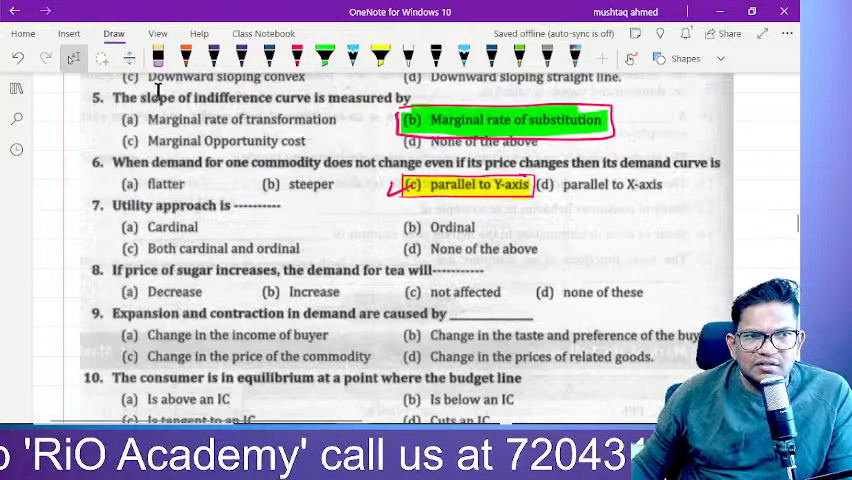 OneNote for Windows 10
mushtaq ahmed
Home Insert Draw View Class Notebook
Saved offline (auto-sync is off)
Share
Shapes
(c) Downward sloping convex (d) Downward sloping straight line.
5. The slope of indifference curve is measured by
(a) Marginal rate of transformation (b) Marginal rate of substitution
(c) Marginal Opportunity cost (d) None of the above
6. When demand for one commodity does not change even if its price changes then its demand curve is
(a) flatter (b) steeper (c) parallel to Y-axis (d) parallel to X-axis
7. Utility approach is ----------
(a) Cardinal (b) Ordinal
(c) Both cardinal and ordinal (d) None of the above
8. If price of sugar increases, the demand for tea will-----------
(a) Decrease (b) Increase (c) not affected (d) none of these
9. Expansion and contraction in demand are caused by ____________
(a) Change in the income of buyer (b) Change in the taste and preference of the buy
(c) Change in the price of the commodity (d) Change in the prices of related goods.
10. The consumer is in equilibrium at a point where the budget line
(a) Is above an IC (b) Is below an IC
(c) Is tangent to an IC (d) Cuts an IC
o 'RiO Academy' call us at 72043